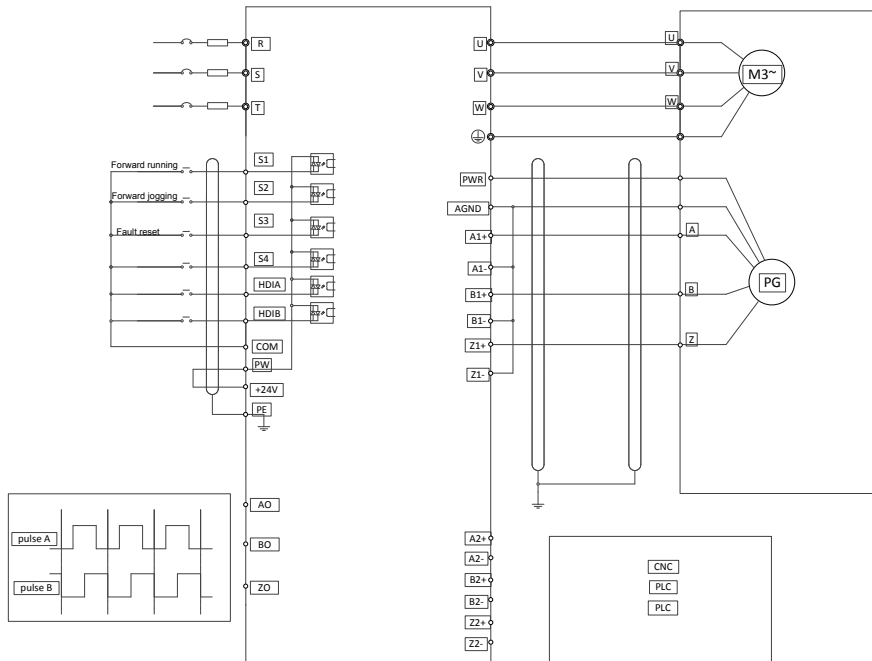 R
U
U
S
V
V
M3~
T
W
W
S1
Forward running
PWR
S2
Forward jogging
AGND
S3
Fault reset
A1+
A
S4
A1-
HDIA
B1+
B
PG
HDIB
B1-
COM
Z1+
Z
PW
Z1-
+24V
PE
AO
pulse A
BO
A2+
A2-
CNC
pulse B
ZO
B2+
PLC
B2-
PLC
Z2+
Z2-